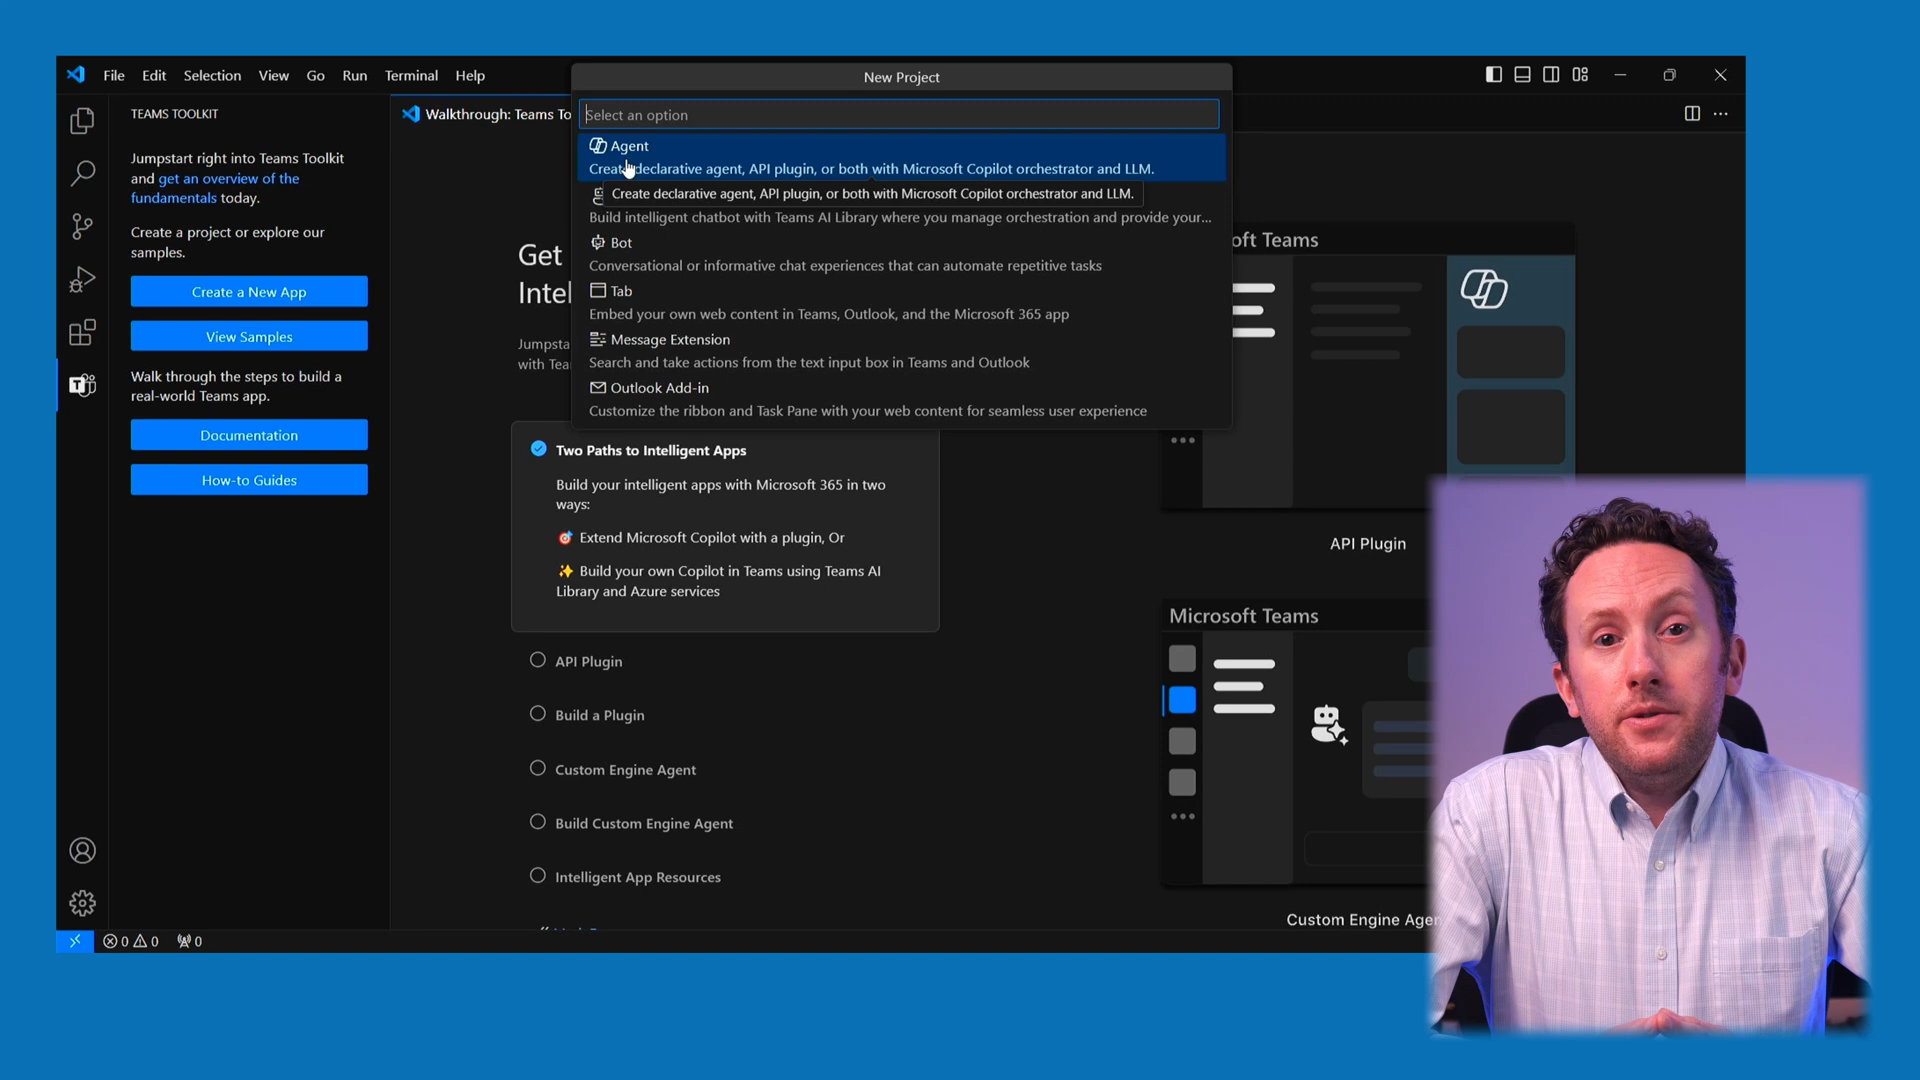 File Edit Selection View Go Run Terminal Help
New Project
TEAMS TOOLKIT
Walkthrough: Teams To
Select an option
Jumpstart right into Teams Toolkit
and get an overview of the
fundamentals today.
Create a project or explore our
samples.
Create a New App
View Samples
Walk through the steps to build a
real-world Teams app.
Documentation
How-to Guides
Agent
Create declarative agent, API plugin, or both with Microsoft Copilot orchestrator and LLM.
Create declarative agent, API plugin, or both with Microsoft Copilot orchestrator and LLM.
Build intelligent chatbot with Teams AI Library where you manage orchestration and provide your...
Bot
Conversational or informative chat experiences that can automate repetitive tasks
Tab
Embed your own web content in Teams, Outlook, and the Microsoft 365 app
Message Extension
Search and take actions from the text input box in Teams and Outlook
Outlook Add-in
Customize the ribbon and Task Pane with your web content for seamless user experience
Get
Intel
Jumpsta
with Tea
Two Paths to Intelligent Apps
Build your intelligent apps with Microsoft 365 in two
ways:
Extend Microsoft Copilot with a plugin, Or
Build your own Copilot in Teams using Teams AI
Library and Azure services
API Plugin
Build a Plugin
Custom Engine Agent
Build Custom Engine Agent
Intelligent App Resources
oft Teams
API Plugin
Microsoft Teams
Custom Engine Agen
0 0 0